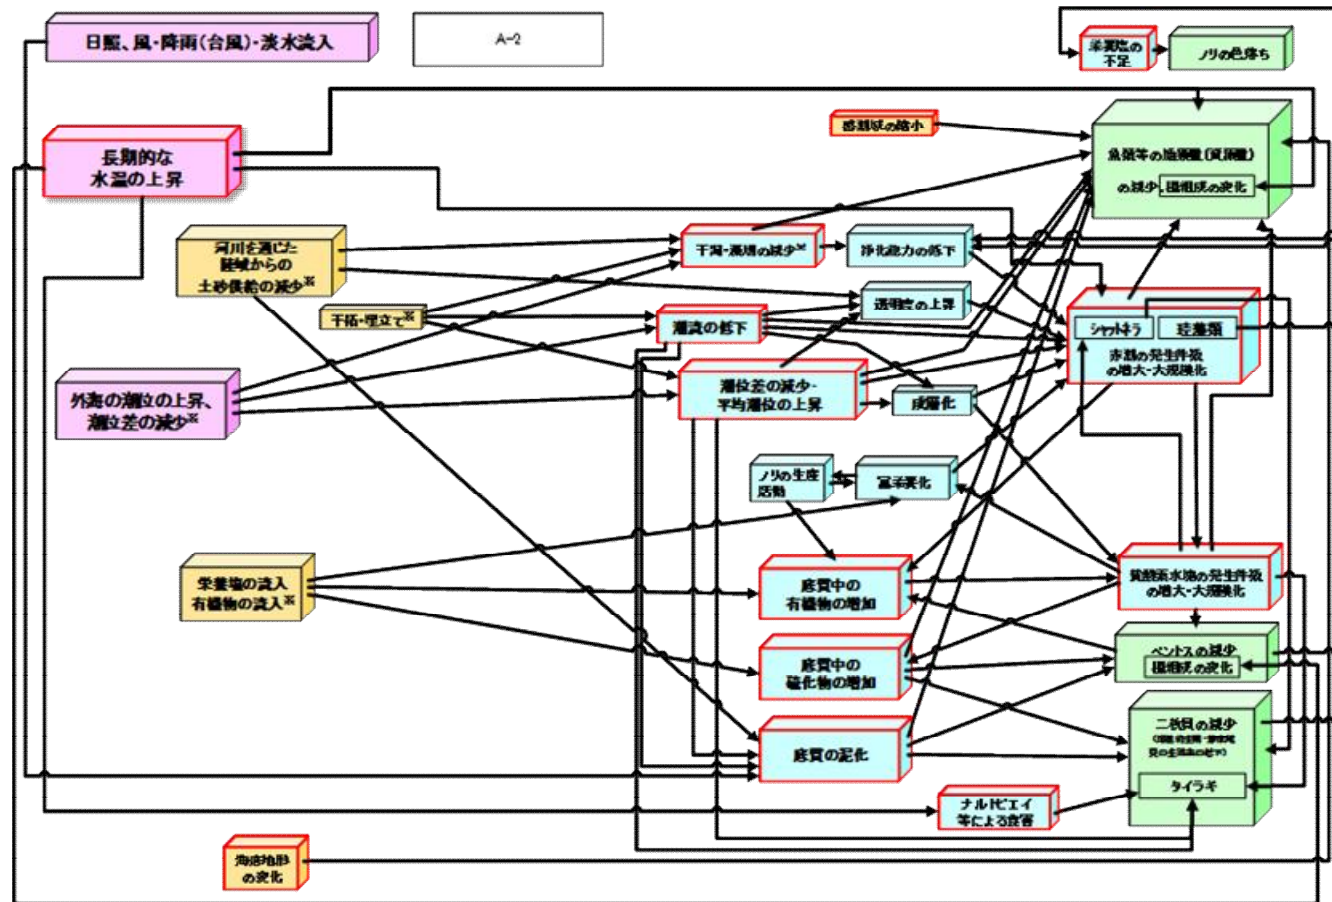 日照、風・降雨(台風)・淡水流入
A-2
栄養塩の
不足
ノリの色落ち
長期的な
水温の上昇
感潮域の縮小
魚類等の資源量(資源量)
の減少、種組成の変化
河川を通じた
陸域からの
土砂供給の減少※
干潟・藻場の減少※
浄化能力の低下
干拓・埋立て※
潮流の低下
透明度の上昇
シャットネラ
珪藻類
赤潮の発生件数
の増大・大規模化
外海の潮位の上昇、
潮位差の減少※
潮位差の減少・
平均潮位の上昇
成層化
ノリの生産
活動
富栄養化
栄養塩の流入
有機物の流入※
底質中の
有機物の増加
貧酸素水塊の発生件数
の増大・大規模化
底質中の
硫化物の増加
ベントスの減少
種組成の変化
底質の泥化
二枚貝の減少
タイラギ
ナルトビエイ
等による食害
海底地形
の変化